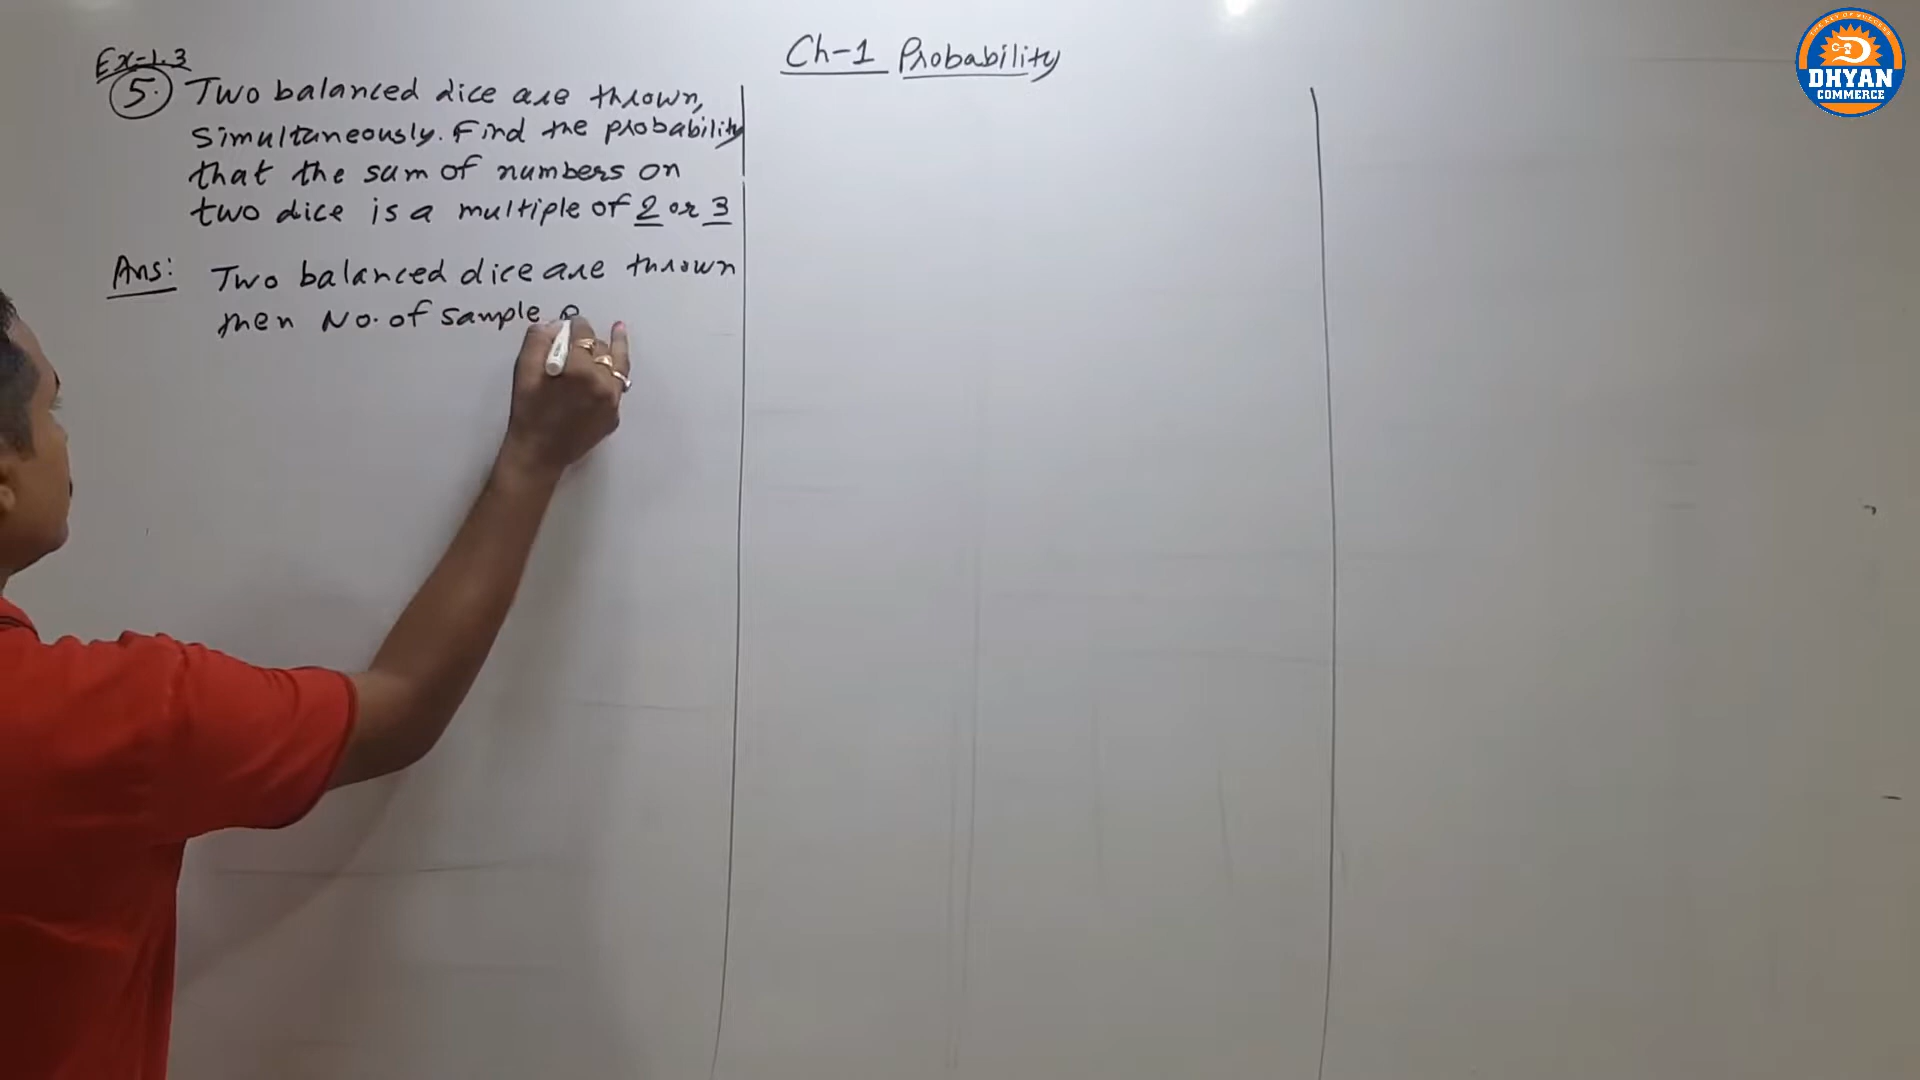 Ex-1.3
Ch-1 Probability
5. Two balanced dice are thrown,
simultaneously. Find the probability
that the sum of numbers on
two dice is a multiple of 2 or 3
Ans: Two balanced dice are thrown
then No. of sample
DHYAN
COMMERCE